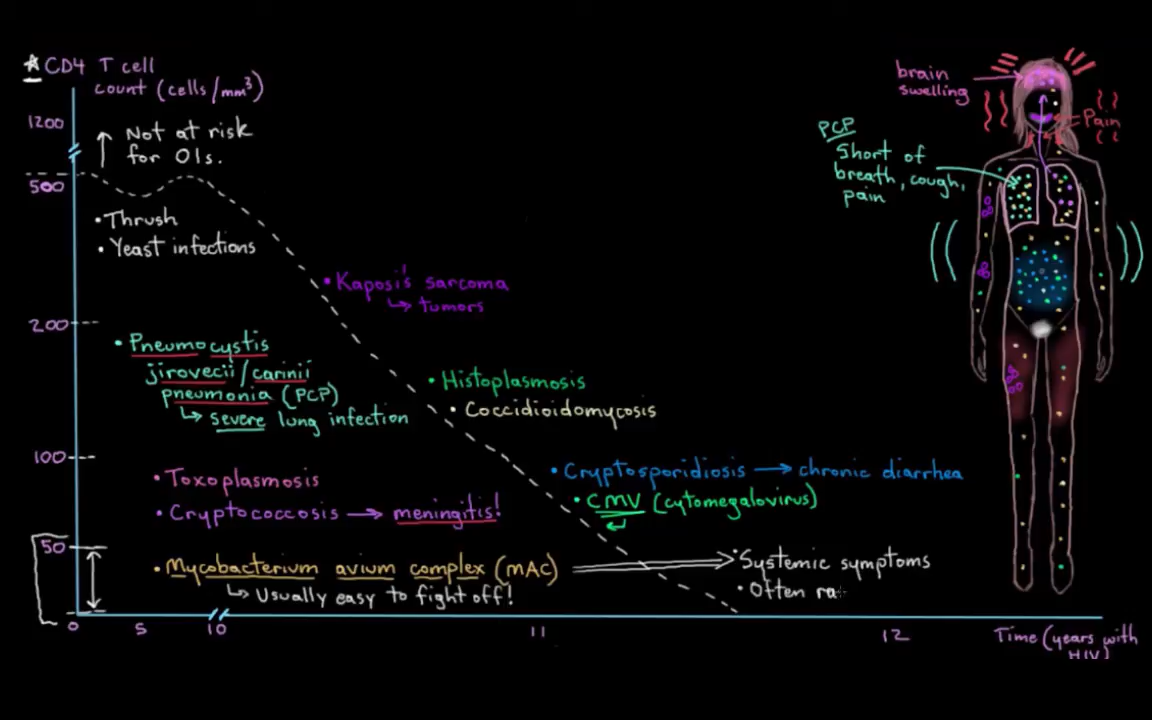 CD4 T cell
count (cells/mm³)
1200
Not at risk
for OIs.
500
• Thrush
• Yeast infections
• Kaposi's sarcoma
↳ tumors
200
• Pneumocystis
jirovecii/carinii
pneumonia (PCP)
↳ severe lung infection
• Histoplasmosis
• Coccidioidomycosis
100
• Toxoplasmosis
• Cryptococcosis → meningitis!
• Cryptosporidiosis → chronic diarrhea
• CMV (cytomegalovirus)
50
• Mycobacterium avium complex (MAC)
↳ Usually easy to fight off!
• Systemic symptoms
• Often ra
0
5
10
11
12
Time (years with
HIV)
brain
swelling
Pain
PCP
Short of
breath, cough,
pain